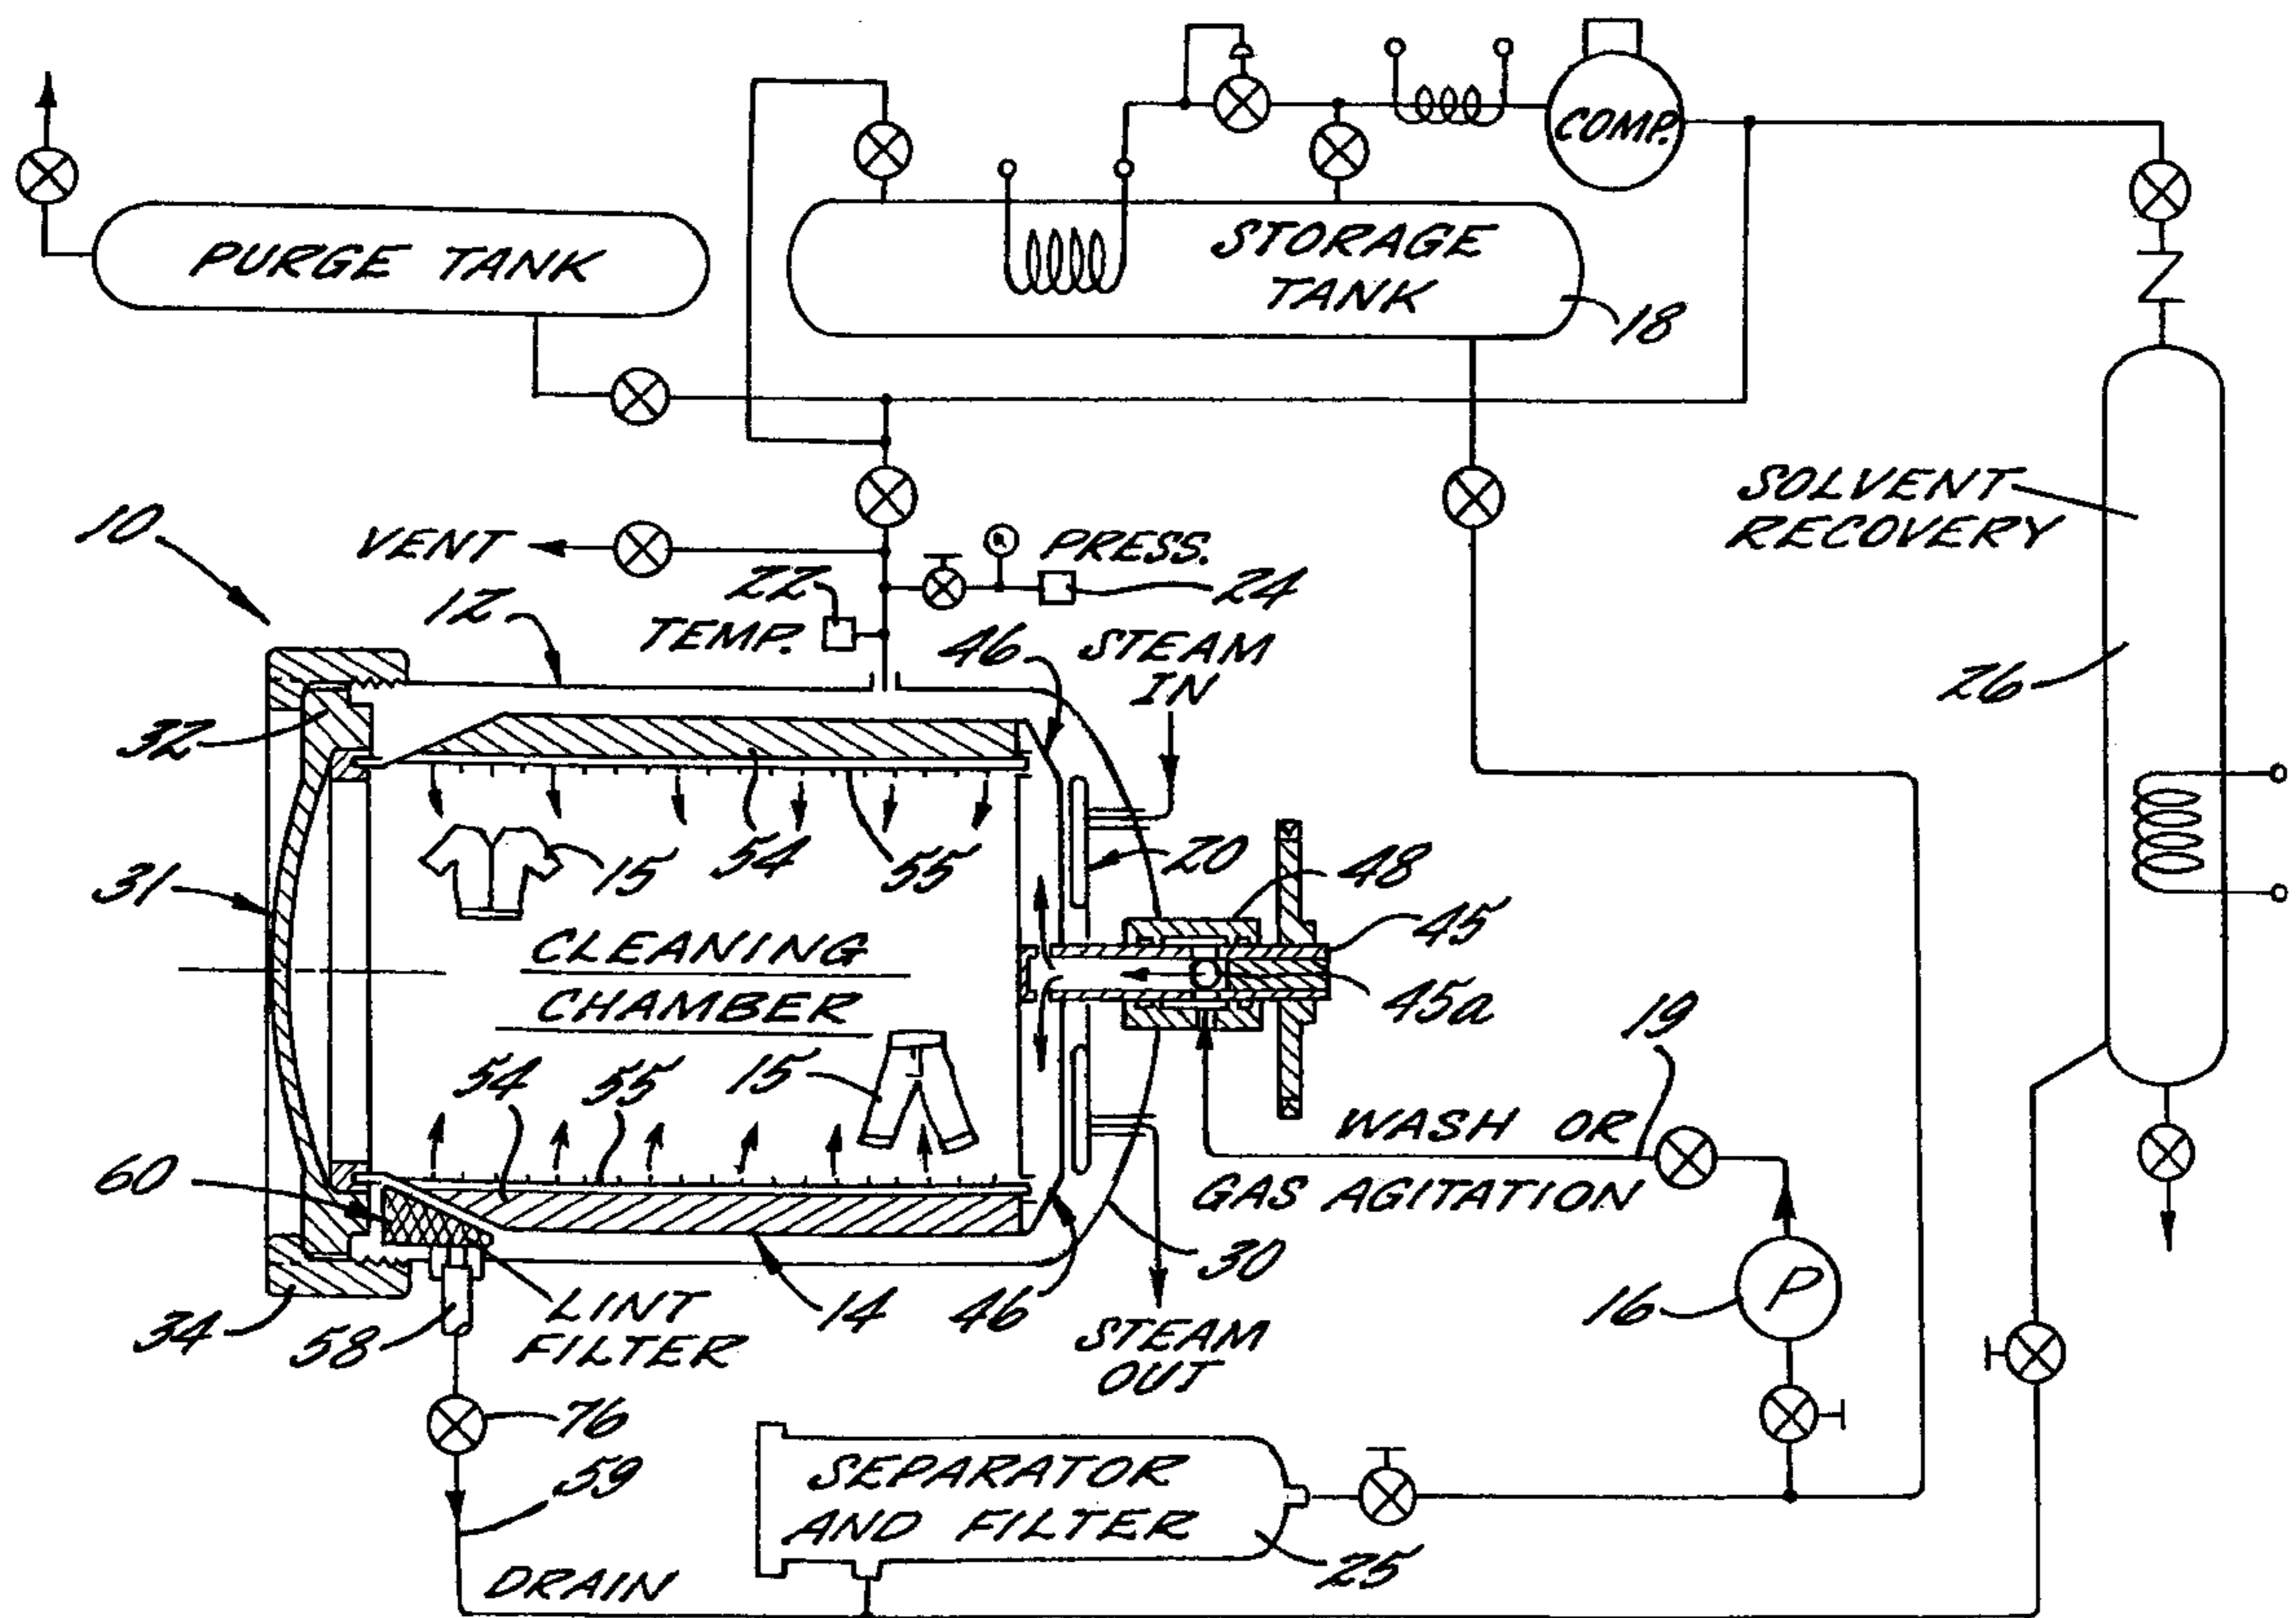 COMP.
PURGE TANK
STORAGE
TANK
18
SOLVENT
RECOVERY
10
VENT
PRESS.
22
24
12
TEMP.
46
STEAM
IN
26
32
54
55
20
48
15
31
45
CLEANING
CHAMBER
45a
19
54
55
15
WASH OR
60
GAS AGITATION
30
P
16
34
58
LINT
FILTER
14
46
STEAM
OUT
76
59
SEPARATOR
AND FILTER
25
DRAIN